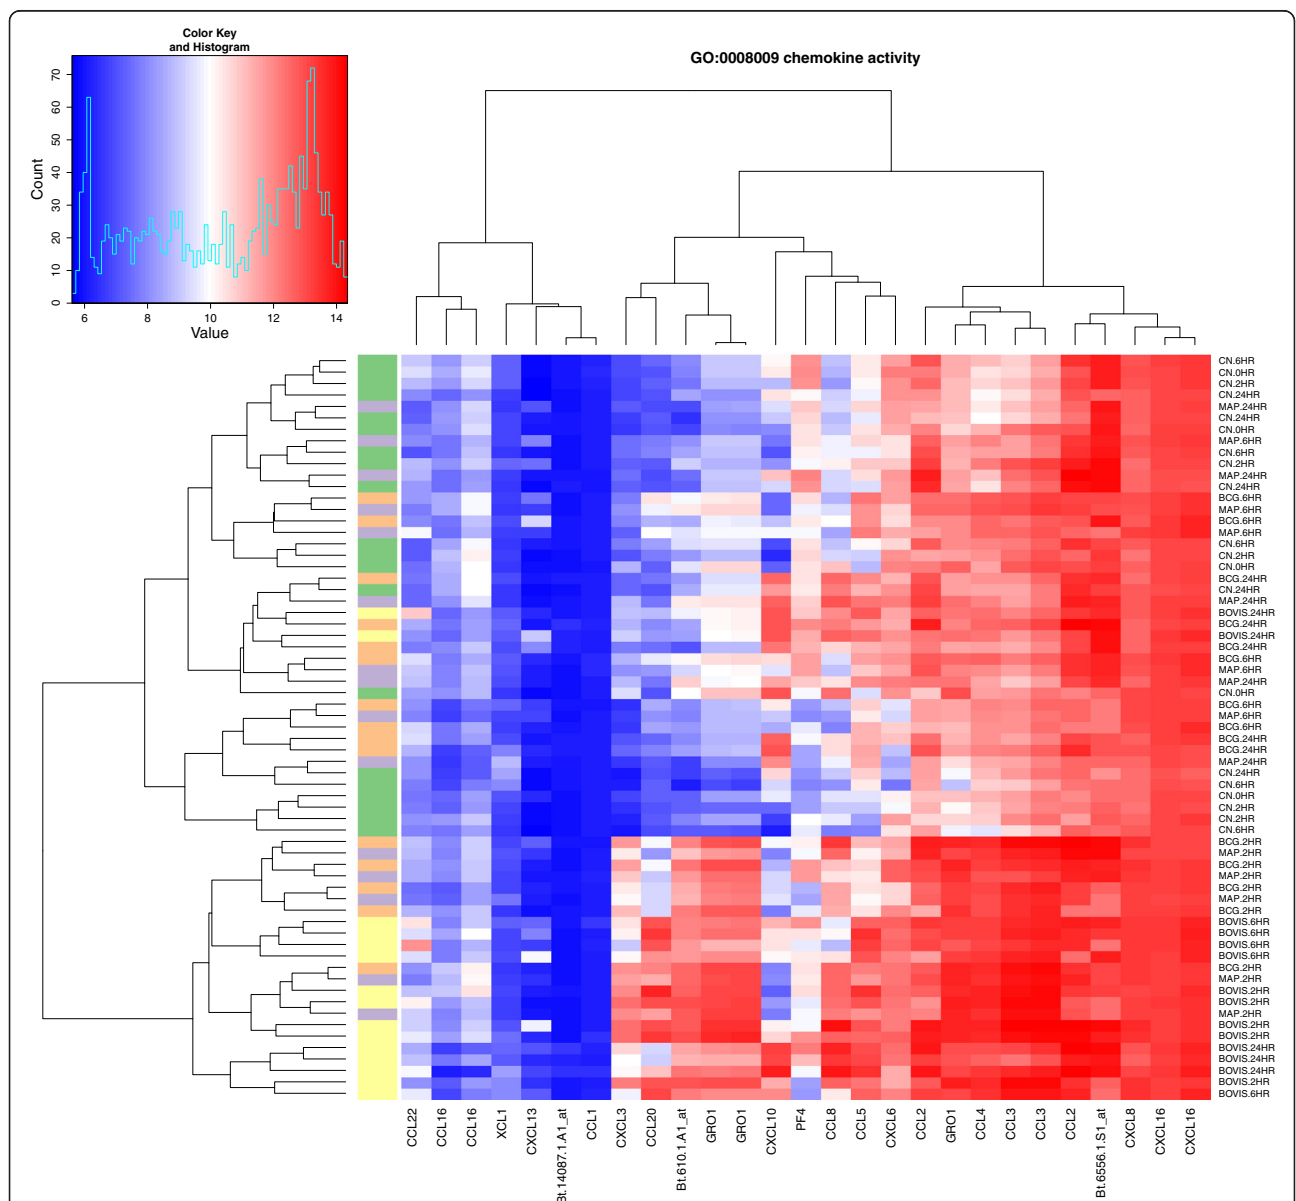 Color Key
and Histogram
Count
0 10 20 30 40 50 60 70
6 8 10 12 14
Value
GO:0008009 chemokine activity
CN.6HR
CN.0HR
CN.2HR
CN.24HR
MAP.24HR
CN.24HR
CN.0HR
MAP.6HR
CN.6HR
CN.2HR
MAP.24HR
CN.24HR
BCG.6HR
MAP.6HR
BCG.6HR
MAP.6HR
CN.6HR
CN.2HR
CN.0HR
BCG.24HR
CN.24HR
MAP.24HR
BOVIS.24HR
BCG.24HR
BOVIS.24HR
BCG.24HR
BCG.6HR
MAP.6HR
MAP.24HR
CN.0HR
BCG.6HR
MAP.6HR
BCG.6HR
BCG.24HR
BCG.24HR
MAP.24HR
CN.24HR
CN.6HR
CN.0HR
CN.2HR
CN.2HR
CN.6HR
BCG.2HR
MAP.2HR
BCG.2HR
MAP.2HR
BCG.2HR
MAP.2HR
BCG.2HR
BOVIS.6HR
BOVIS.6HR
BOVIS.6HR
BOVIS.6HR
BCG.2HR
MAP.2HR
BOVIS.2HR
BOVIS.2HR
MAP.2HR
BOVIS.2HR
BOVIS.2HR
BOVIS.24HR
BOVIS.24HR
BOVIS.24HR
BOVIS.2HR
BOVIS.6HR
CCL22
CCL16
CCL16
XCL1
CXCL13
Bt.14087.1.A1_at
CCL1
CXCL3
CCL20
Bt.610.1.A1_at
GRO1
GRO1
CXCL10
PF4
CCL8
CCL5
CXCL6
CCL2
GRO1
CCL4
CCL3
CCL3
CCL2
Bt.6556.1.S1_at
CXCL8
CXCL16
CXCL16